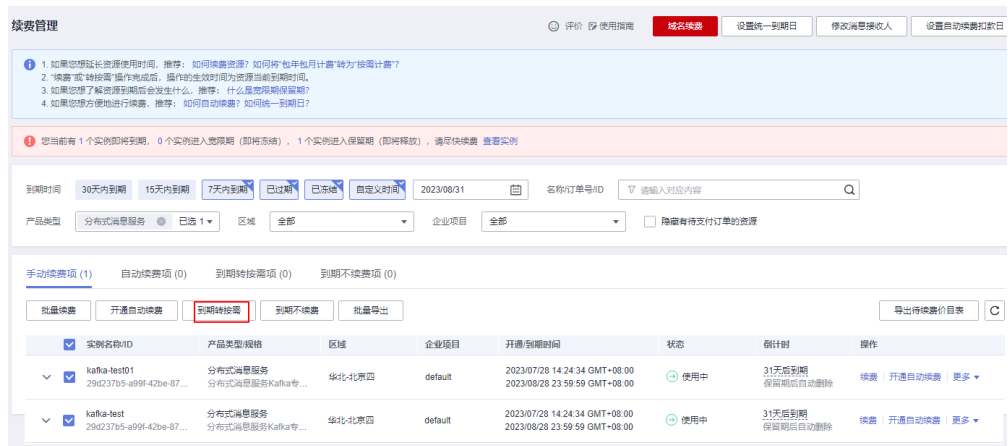 续费管理
评价 使用指南 域名续费 设置统一到期日 修改消息接收人 设置自动续费扣款日
1. 如果您想延长资源使用时间，推荐： 如何续费资源？如何将“包年包月计费”转为“按需计费”？
2. “续费”或“转按需”操作完成后，操作的生效时间为资源当前到期时间。
3. 如果您想了解资源到期后会发生什么，推荐： 什么是宽限期保留期？
4. 如果您想方便地进行续费，推荐： 如何自动续费？如何统一到期日？
您当前有 1 个实例即将到期， 0 个实例进入宽限期（即将冻结）， 1 个实例进入保留期（即将释放），请尽快续费 查看实例
到期时间 30天内到期 15天内到期 7天内到期 已过期 已冻结 自定义时间 2023/08/31 名称/订单号/ID 请输入对应内容
产品类型 分布式消息服务 已选 1 区域 全部 企业项目 全部 隐藏有待支付订单的资源
手动续费项 (1) 自动续费项 (0) 到期转按需项 (0) 到期不续费项 (0)
批量续费 开通自动续费 到期转按需 到期不续费 批量导出 导出待续费价目表
实例名称/ID 产品类型/规格 区域 企业项目 开通/到期时间 状态 倒计时 操作
kafka-test01 分布式消息服务 华北-北京四 default 2023/07/28 14:24:34 GMT+08:00 使用中 31天后到期 续费 开通自动续费 更多
29d237b5-a99f-42be-87... 分布式消息服务Kafka专... 2023/08/28 23:59:59 GMT+08:00 保留期后自动删除
kafka-test 分布式消息服务 华北-北京四 default 2023/07/28 14:24:34 GMT+08:00 使用中 31天后到期 续费 开通自动续费 更多
29d237b5-a99f-42be-87... 分布式消息服务Kafka专... 2023/08/28 23:59:59 GMT+08:00 保留期后自动删除